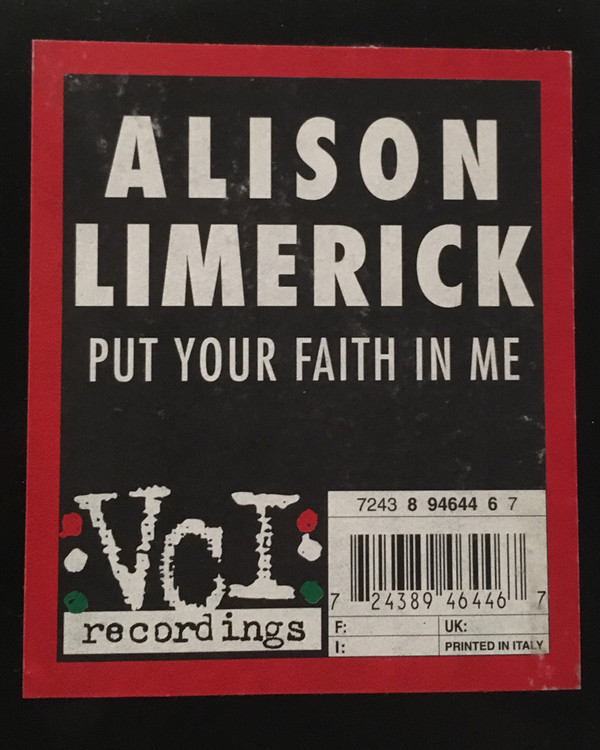 ALISON
LIMERICK
PUT YOUR FAITH IN ME
VCI
recordings
7243 8 94644 6 7
7 24389 46446 7
F: UK:
I: PRINTED IN ITALY